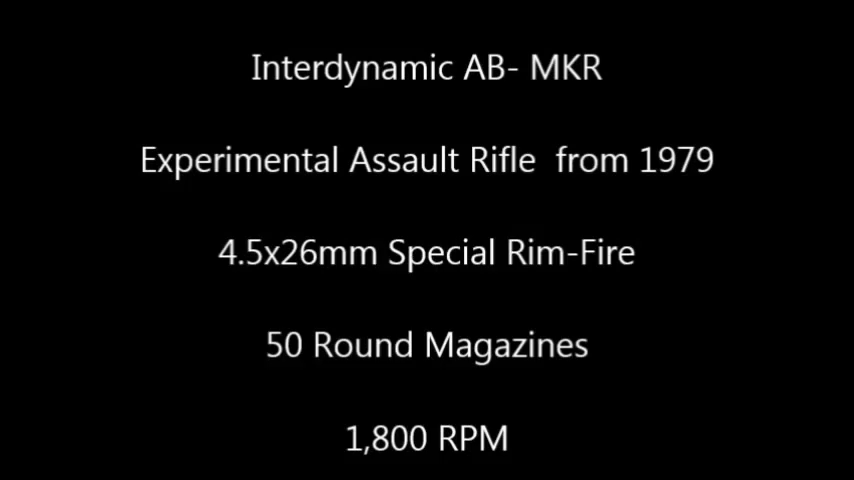 Interdynamic AB- MKR
Experimental Assault Rifle  from 1979
4.5x26mm Special Rim-Fire
50 Round Magazines
1,800 RPM